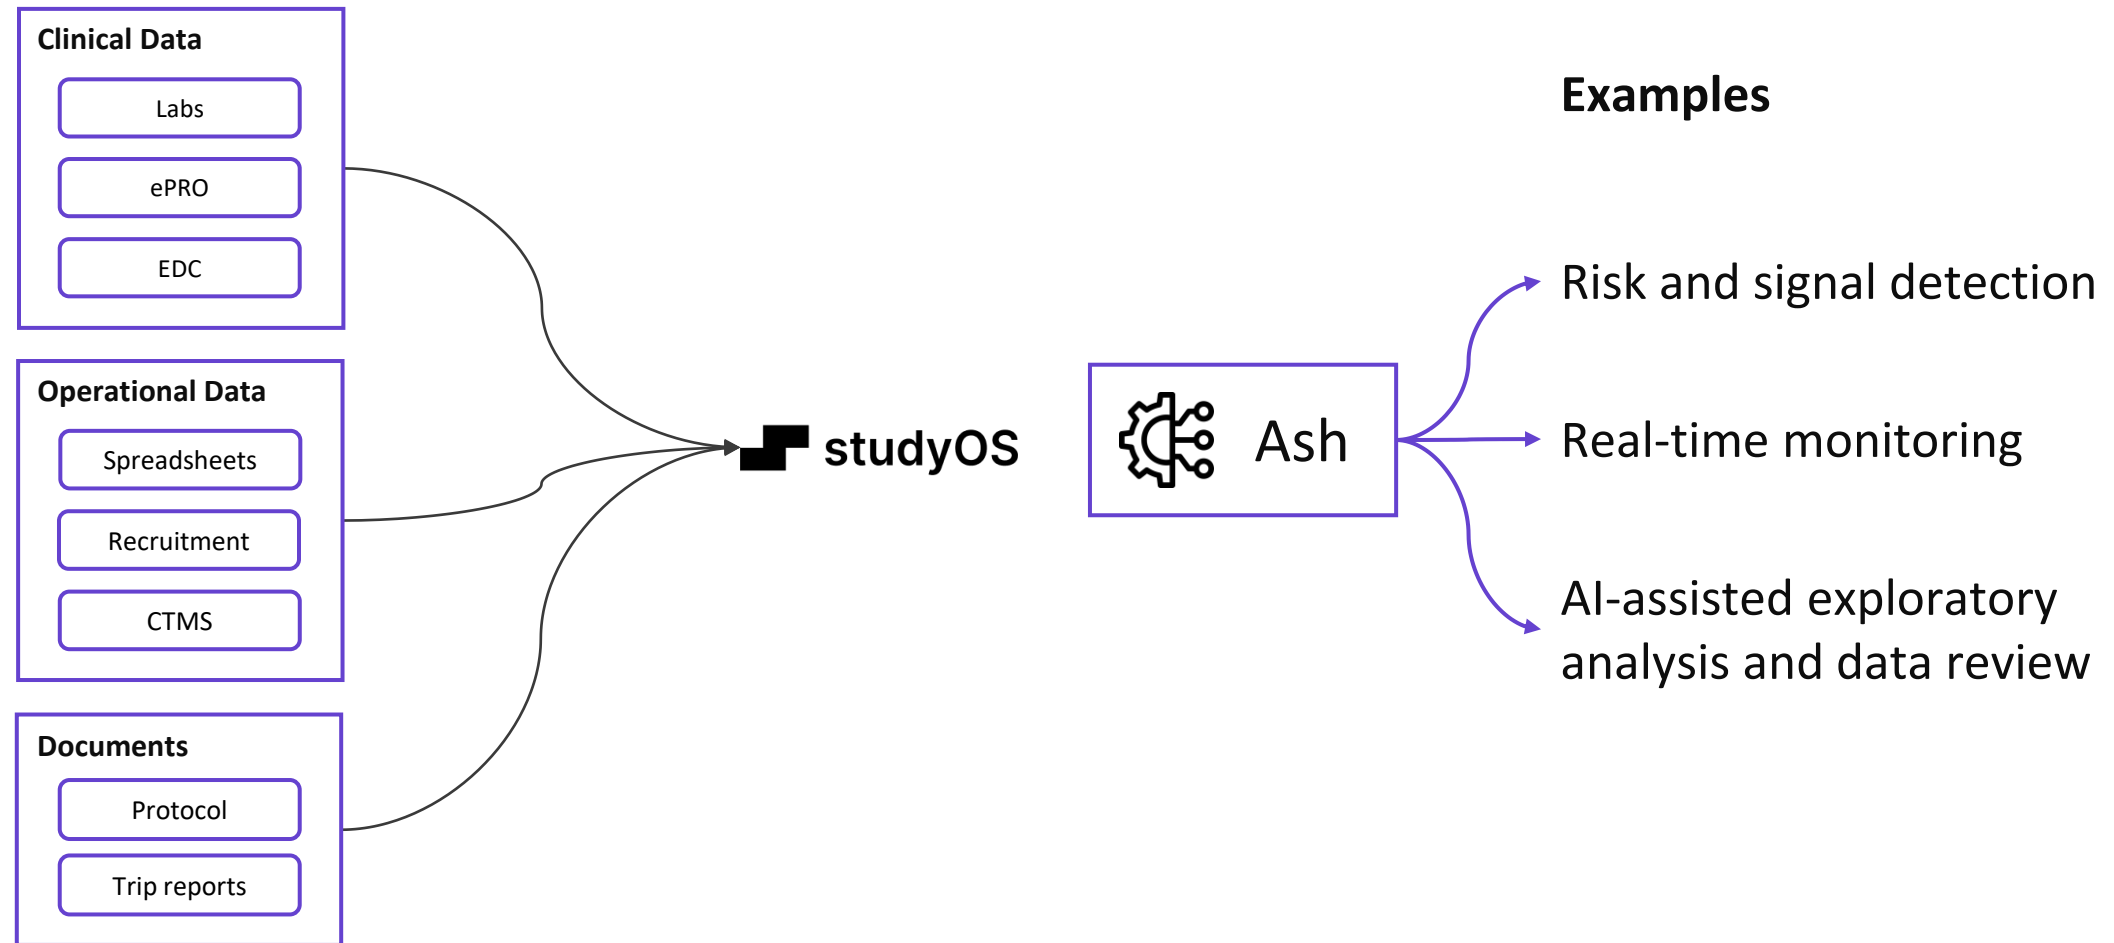 Clinical Data
Labs
ePRO
EDC
Operational Data
Spreadsheets
Recruitment
CTMS
Documents
Protocol
Trip reports
studyOS
Ash
Examples
Risk and signal detection
Real-time monitoring
AI-assisted exploratory
analysis and data review